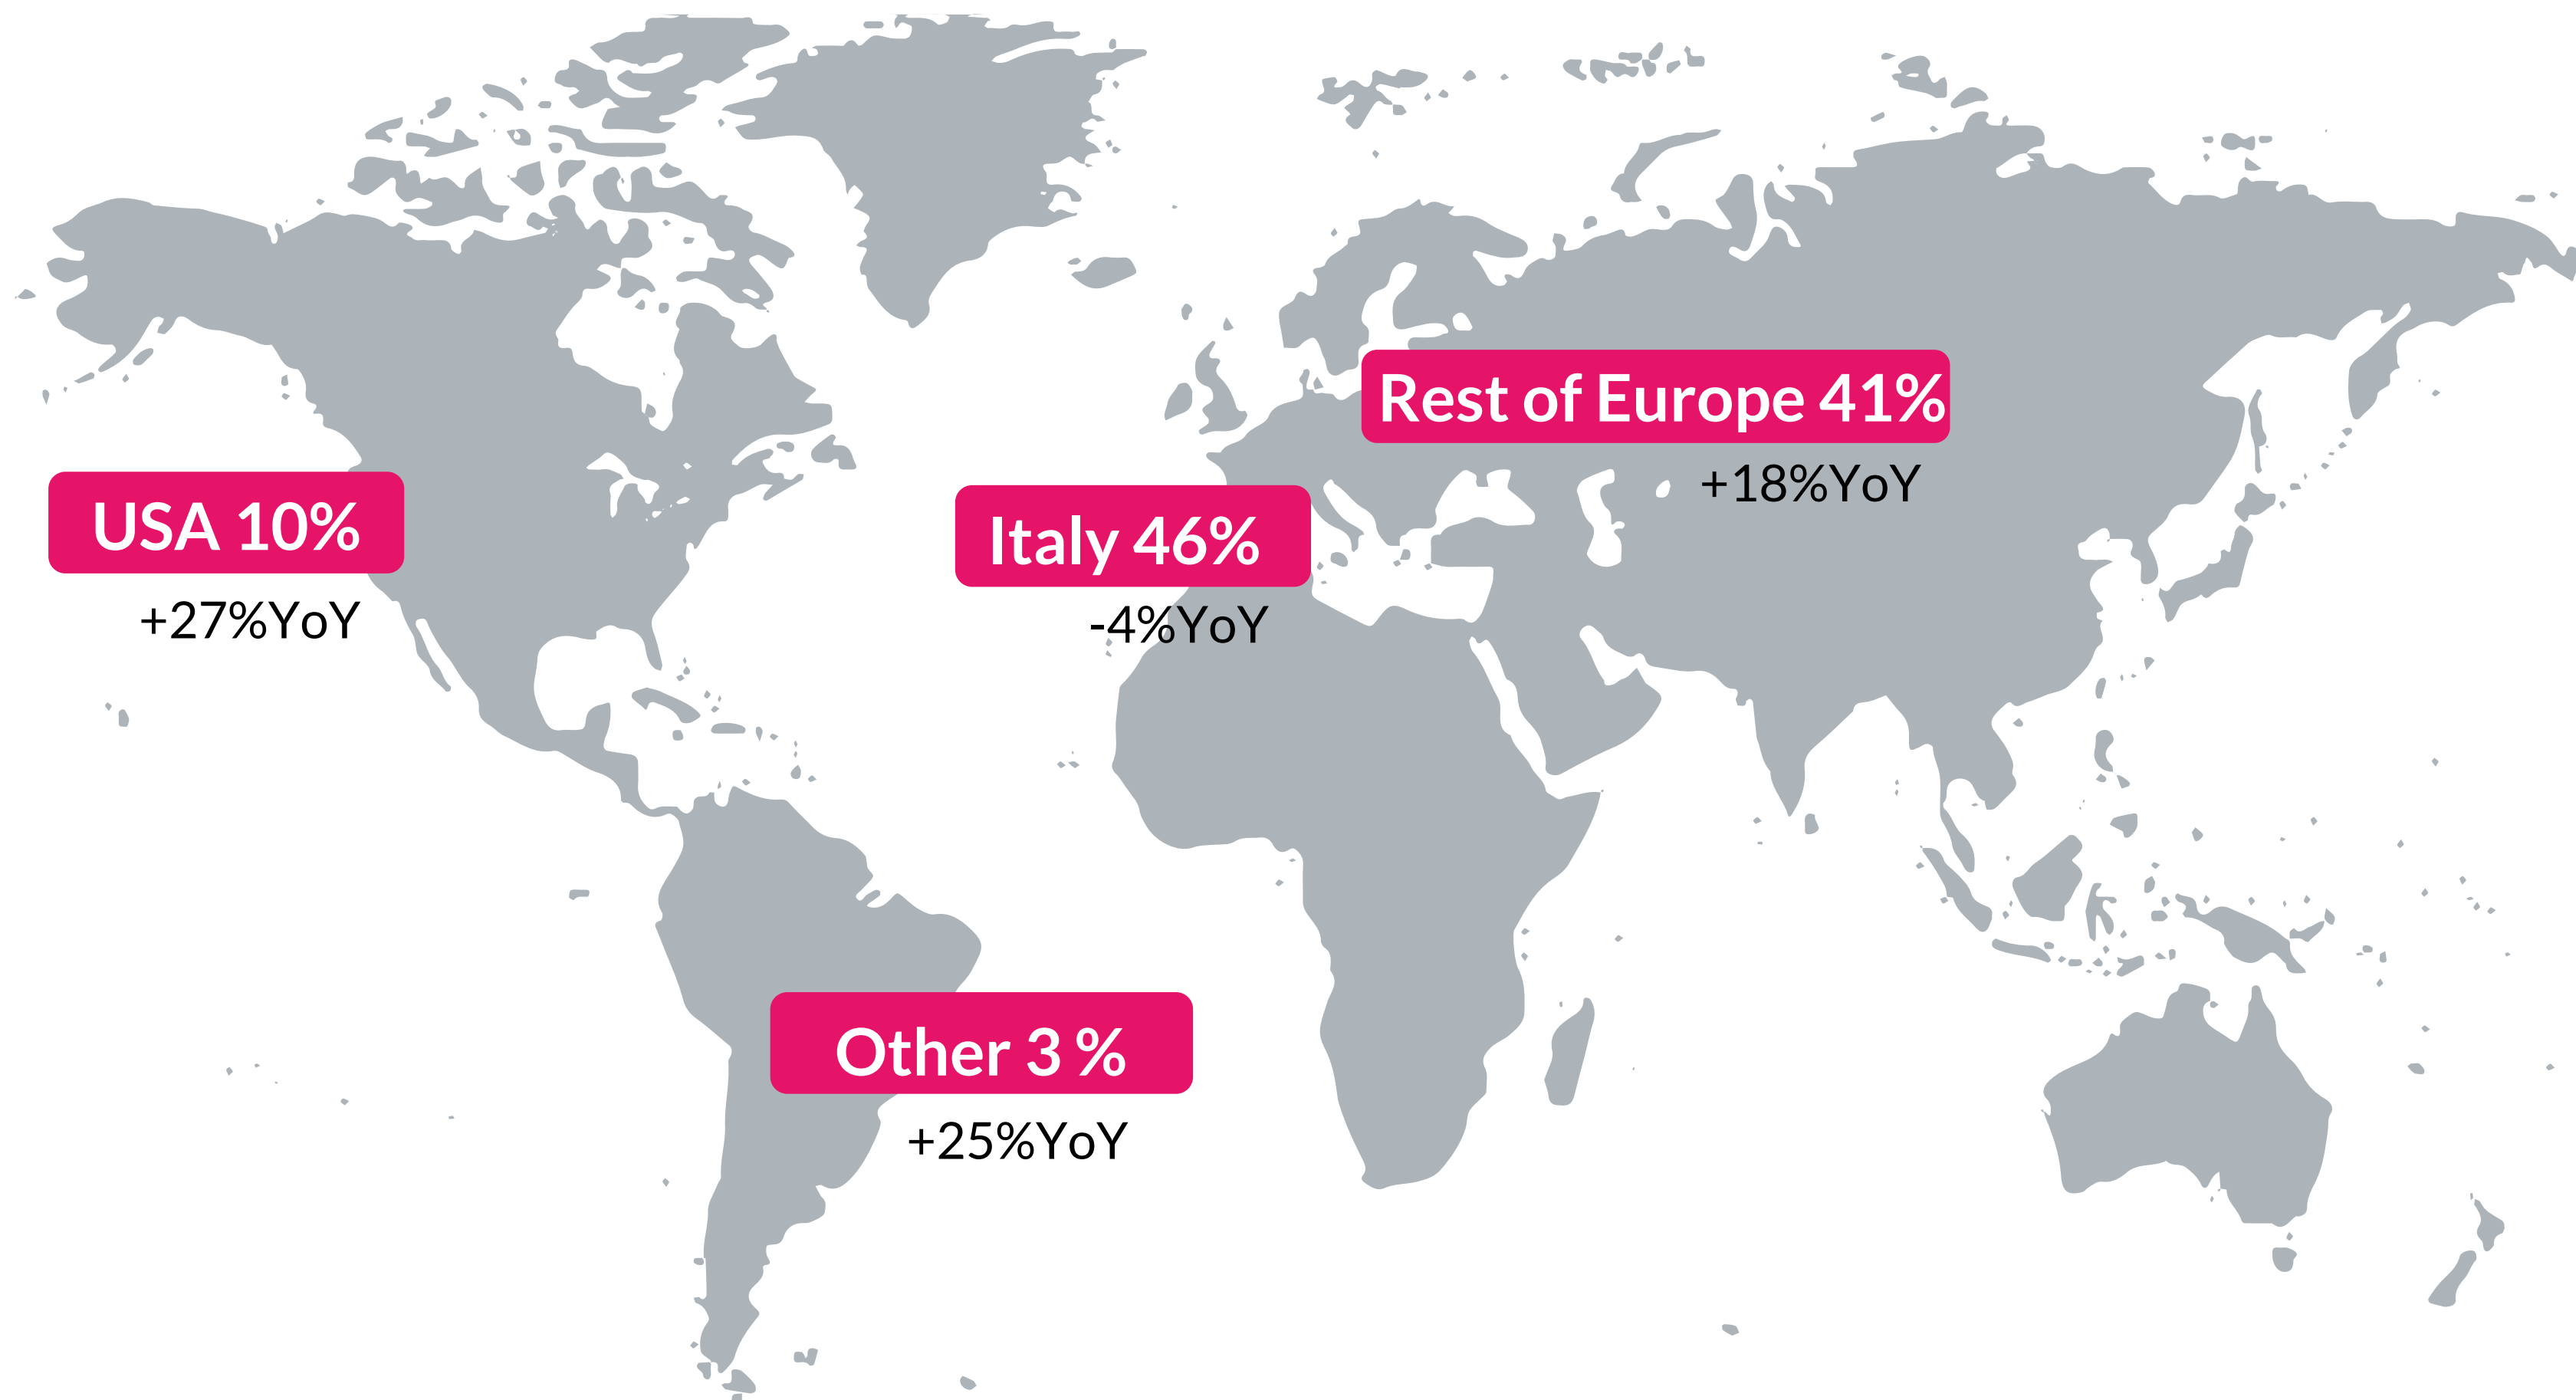 Rest of Europe 41%
+18%YoY
USA 10%
+27%YoY
Italy 46%
-4%YoY
Other 3 %
+25%YoY